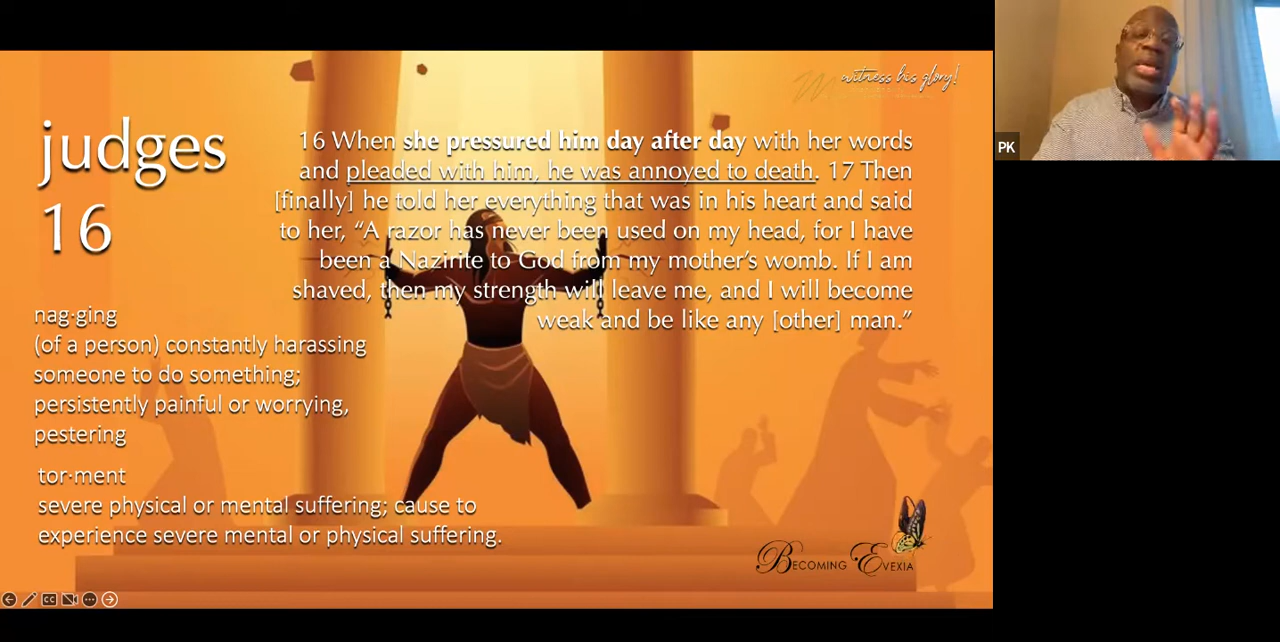 witness his glory!
judges
16
16 When she pressured him day after day with her words
and pleaded with him, he was annoyed to death. 17 Then
[finally] he told her everything that was in his heart and said
to her, “A razor has never been used on my head, for I have
been a Nazirite to God from my mother’s womb. If I am
shaved, then my strength will leave me, and I will become
weak and be like any [other] man.”
nag·ging
(of a person) constantly harassing
someone to do something;
persistently painful or worrying,
pestering
tor·ment
severe physical or mental suffering; cause to
experience severe mental or physical suffering.
BECOMING EVEXIA
CC
PK